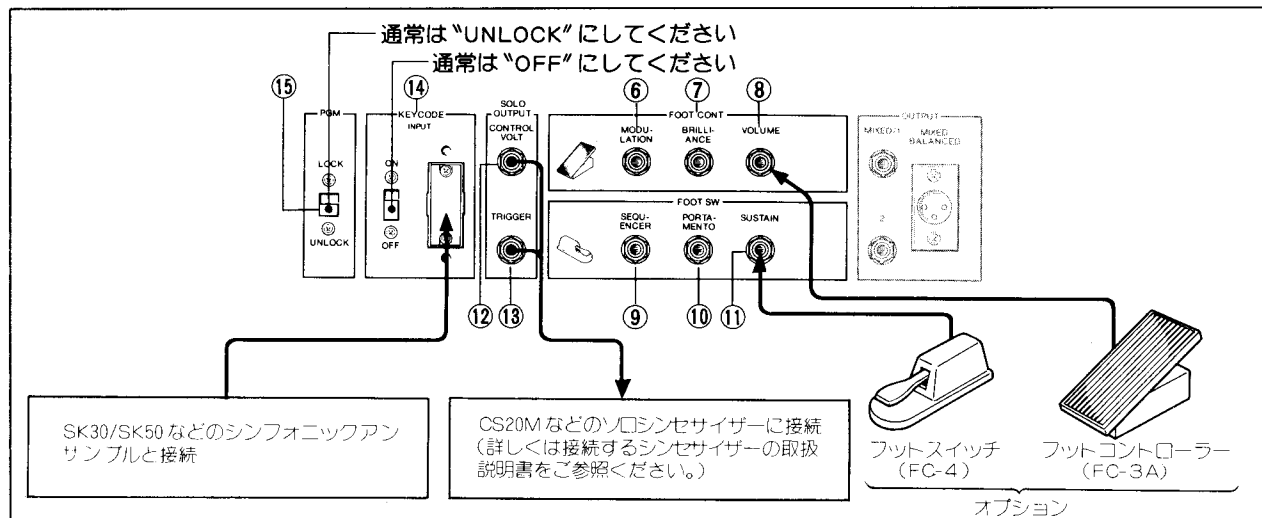 通常は〝UNLOCK〞にしてください
通常は〝OFF〞にしてください
⑮
⑭
PGM
LOCK
UNLOCK
KEYCODE
INPUT
ON
OFF
SOLO
OUTPUT
CONTROL
VOLT
TRIGGER
⑫
⑬
⑥
⑦
⑧
FOOT CONT
MODU-
LATION
BRILLI-
ANCE
VOLUME
FOOT SW
SEQU-
ENCER
PORTA-
MENTO
SUSTAIN
⑨
⑩
⑪
OUTPUT
MIXED/1
MIXED
BALANCED
2
SK30/SK50などのシンフォニックアン
サンブルと接続
CS20Mなどのソロシンセサイザーに接続
(詳しくは接続するシンセサイザーの取扱
説明書をご参照ください。)
フットスイッチ
(FC-4)
フットコントローラー
(FC-3A)
オプション